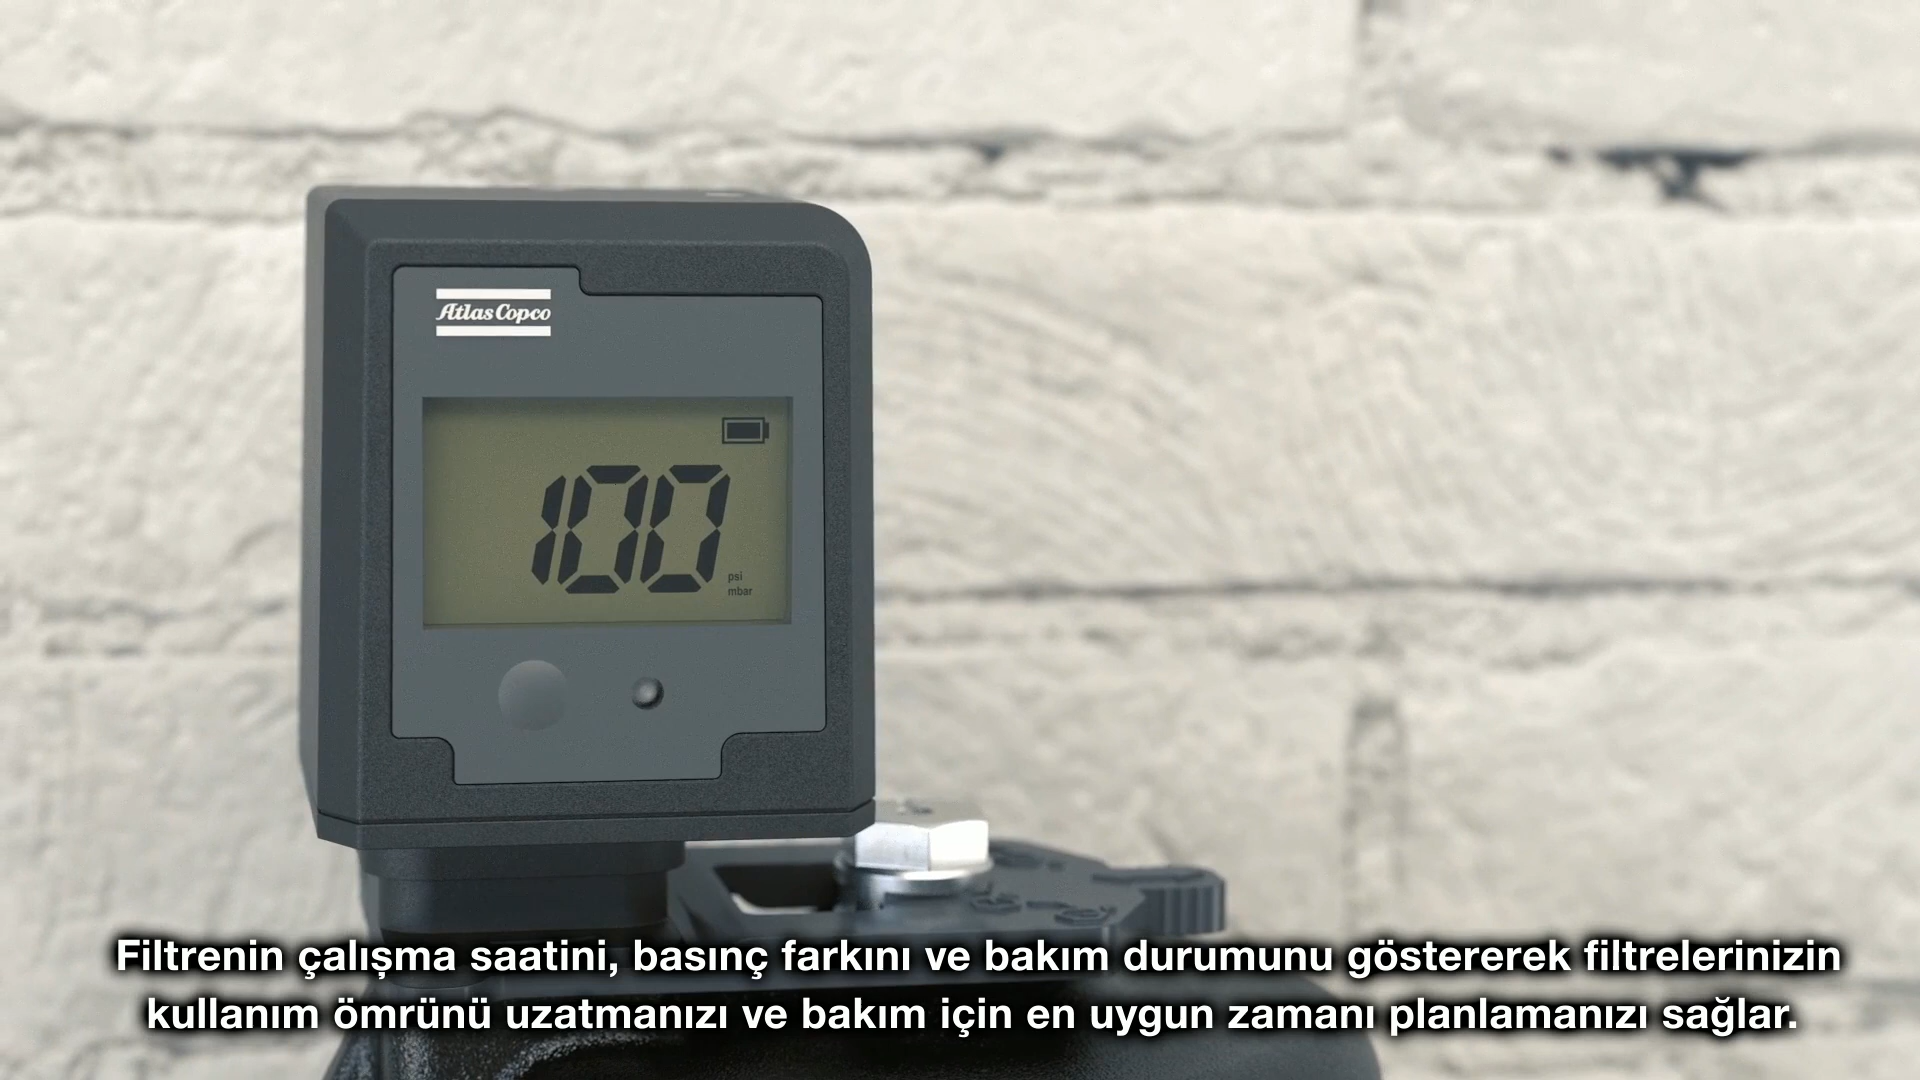 Atlas Copco
100
psi
mbar
Filtrenin çalışma saatini, basınç farkını ve bakım durumunu göstererek filtrelerinizin
kullanım ömrünü uzatmanızı ve bakım için en uygun zamanı planlamanızı sağlar.